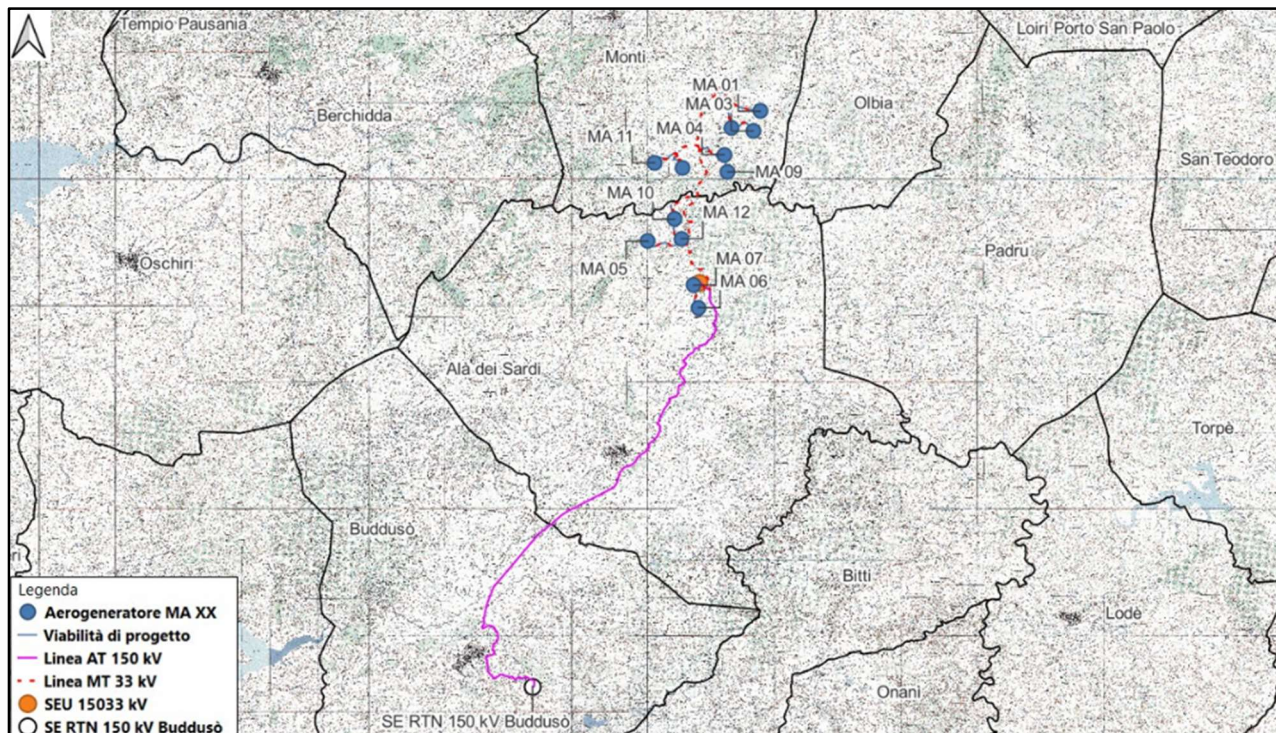 Tempio Pausania
Loiri Porto San Paolo
Monti
MA 01
MA 03
Olbia
Berchidda
MA 04
MA 11
San Teodoro
MA 09
MA 10
MA 12
Padru
Oschiri
MA 05
MA 07
MA 06
Alà dei Sardi
Torpè
Buddusò
ri
Bitti
Lodè
Onanì
SE RTN 150 kV Buddusò
Legenda
Aerogeneratore MA XX
Viabilità di progetto
Linea AT 150 kV
Linea MT 33 kV
SEU 15033 kV
SE RTN 150 kV Buddusò